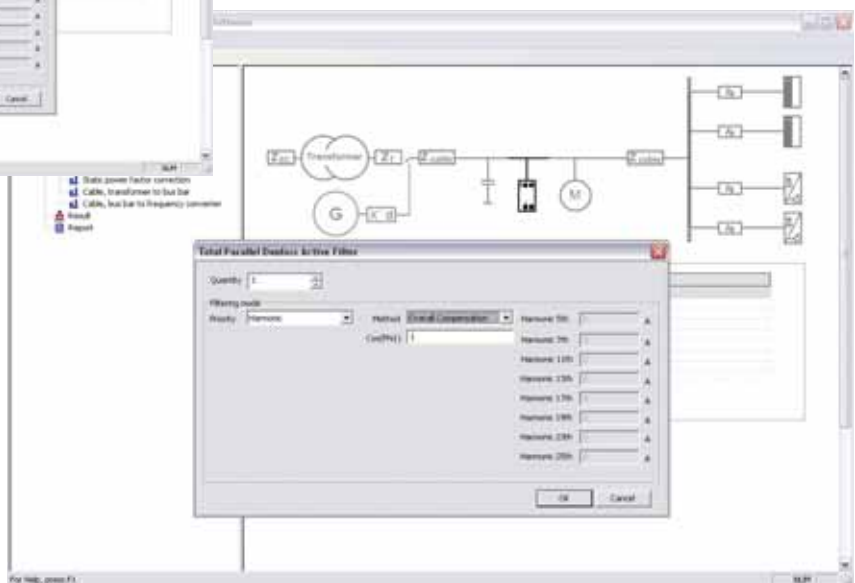 A
A
A
A
A
A
Cancel
NUM
Static power factor correction
Cable, transformer to bus bar
Cable, bus bar to frequency converter
Result
Report
Transformer
G
M
Total Parallel Danfoss Active Filter
Quantity 1
Filtering mode
Priority Harmonic Method Overall Compensation Harmonic 5th A
Cos(Phi) 1 Harmonic 7th A
Harmonic 11th A
Harmonic 13th A
Harmonic 17th A
Harmonic 19th A
Harmonic 23th A
Harmonic 25th A
OK Cancel
For Help, press F1 NUM